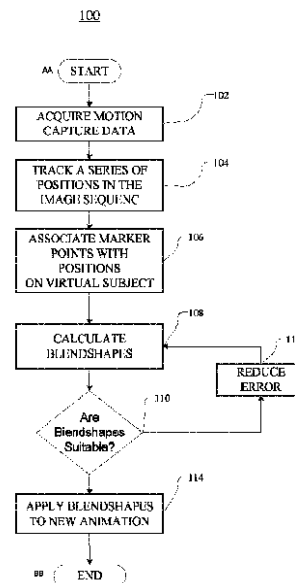 100
AA
START
102
ACQUIRE MOTION
CAPTURE DATA
104
TRACK A SERIES OF
POSITIONS IN THE
IMAGE SEQUENC
106
ASSOCIATE MARKER
POINTS WITH
POSITIONS
ON VIRTUAL SUBJECT
108
CALCULATE
BLENDSHAPES
11
REDUCE
ERROR
110
Are
Blendshapes
Suitable?
114
APPLY BLENDSHAPES
TO NEW ANIMATION
BB
END